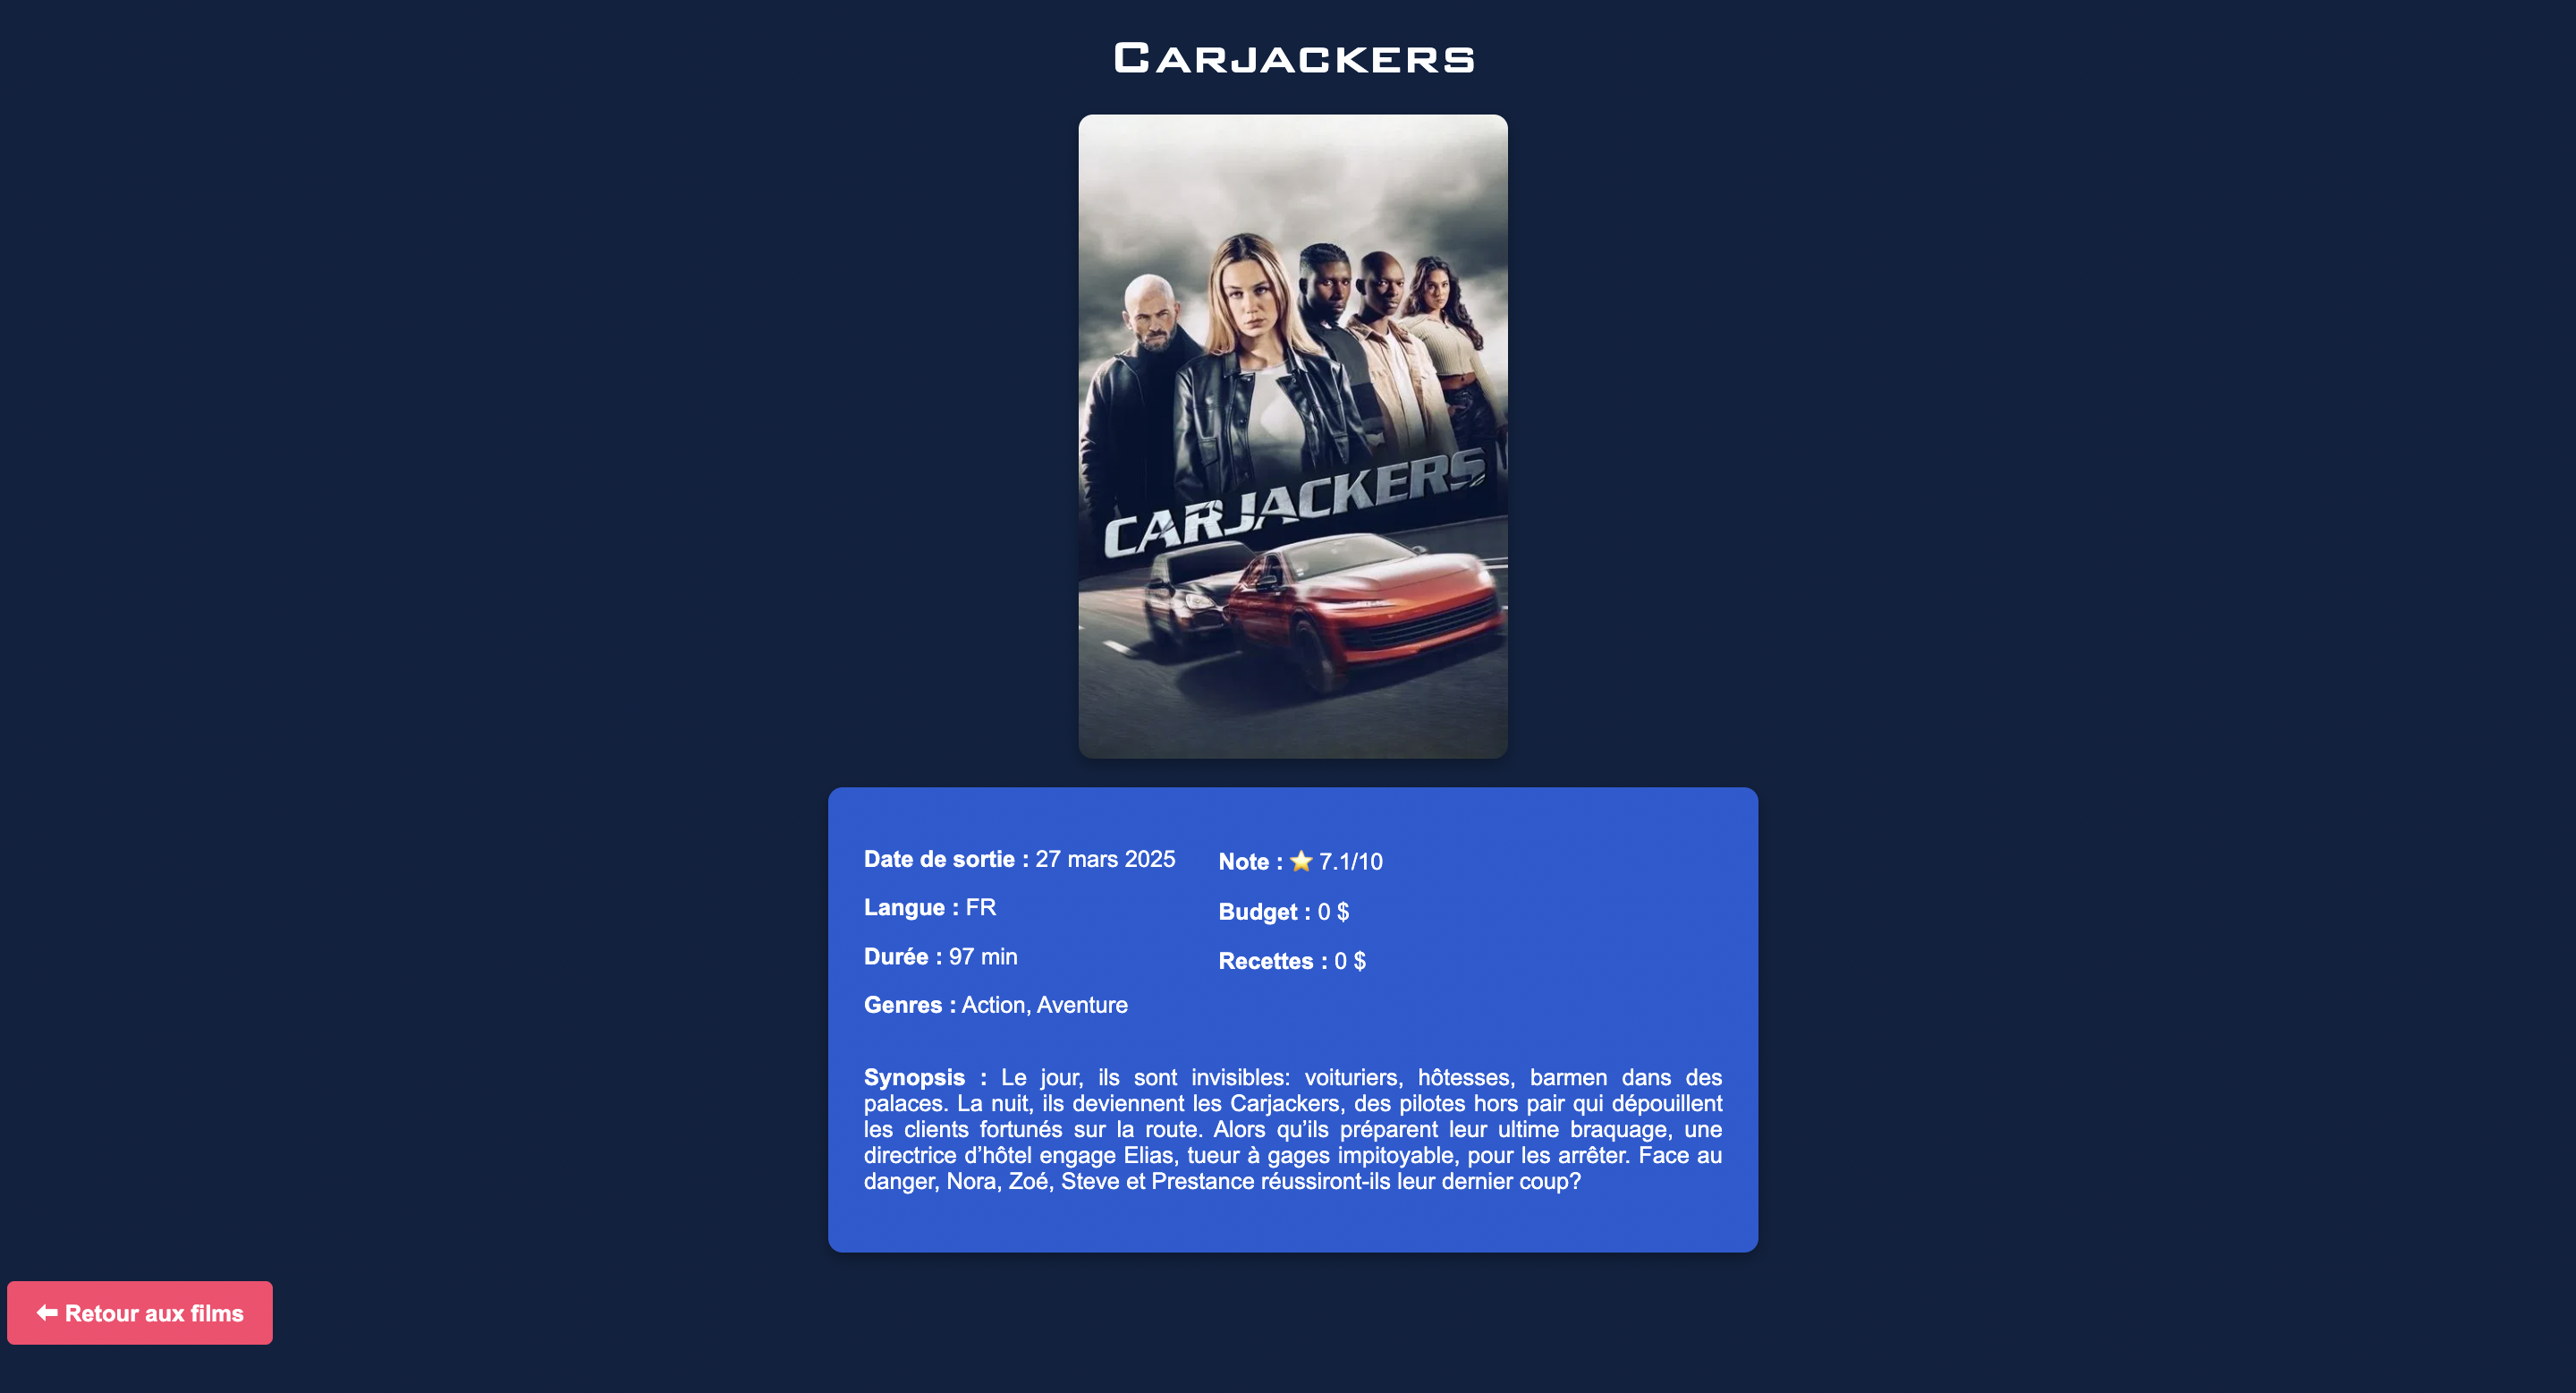 Carjackers
CARJACKERS
Date de sortie : 27 mars 2025
Langue : FR
Durée : 97 min
Genres : Action, Aventure
Note : ⭐ 7.1/10
Budget : 0 $
Recettes : 0 $
Synopsis : Le jour, ils sont invisibles: voituriers, hôtesses, barmen dans des
palaces. La nuit, ils deviennent les Carjackers, des pilotes hors pair qui dépouillent
les clients fortunés sur la route. Alors qu’ils préparent leur ultime braquage, une
directrice d’hôtel engage Elias, tueur à gages impitoyable, pour les arrêter. Face au
danger, Nora, Zoé, Steve et Prestance réussiront-ils leur dernier coup?
⬅ Retour aux films